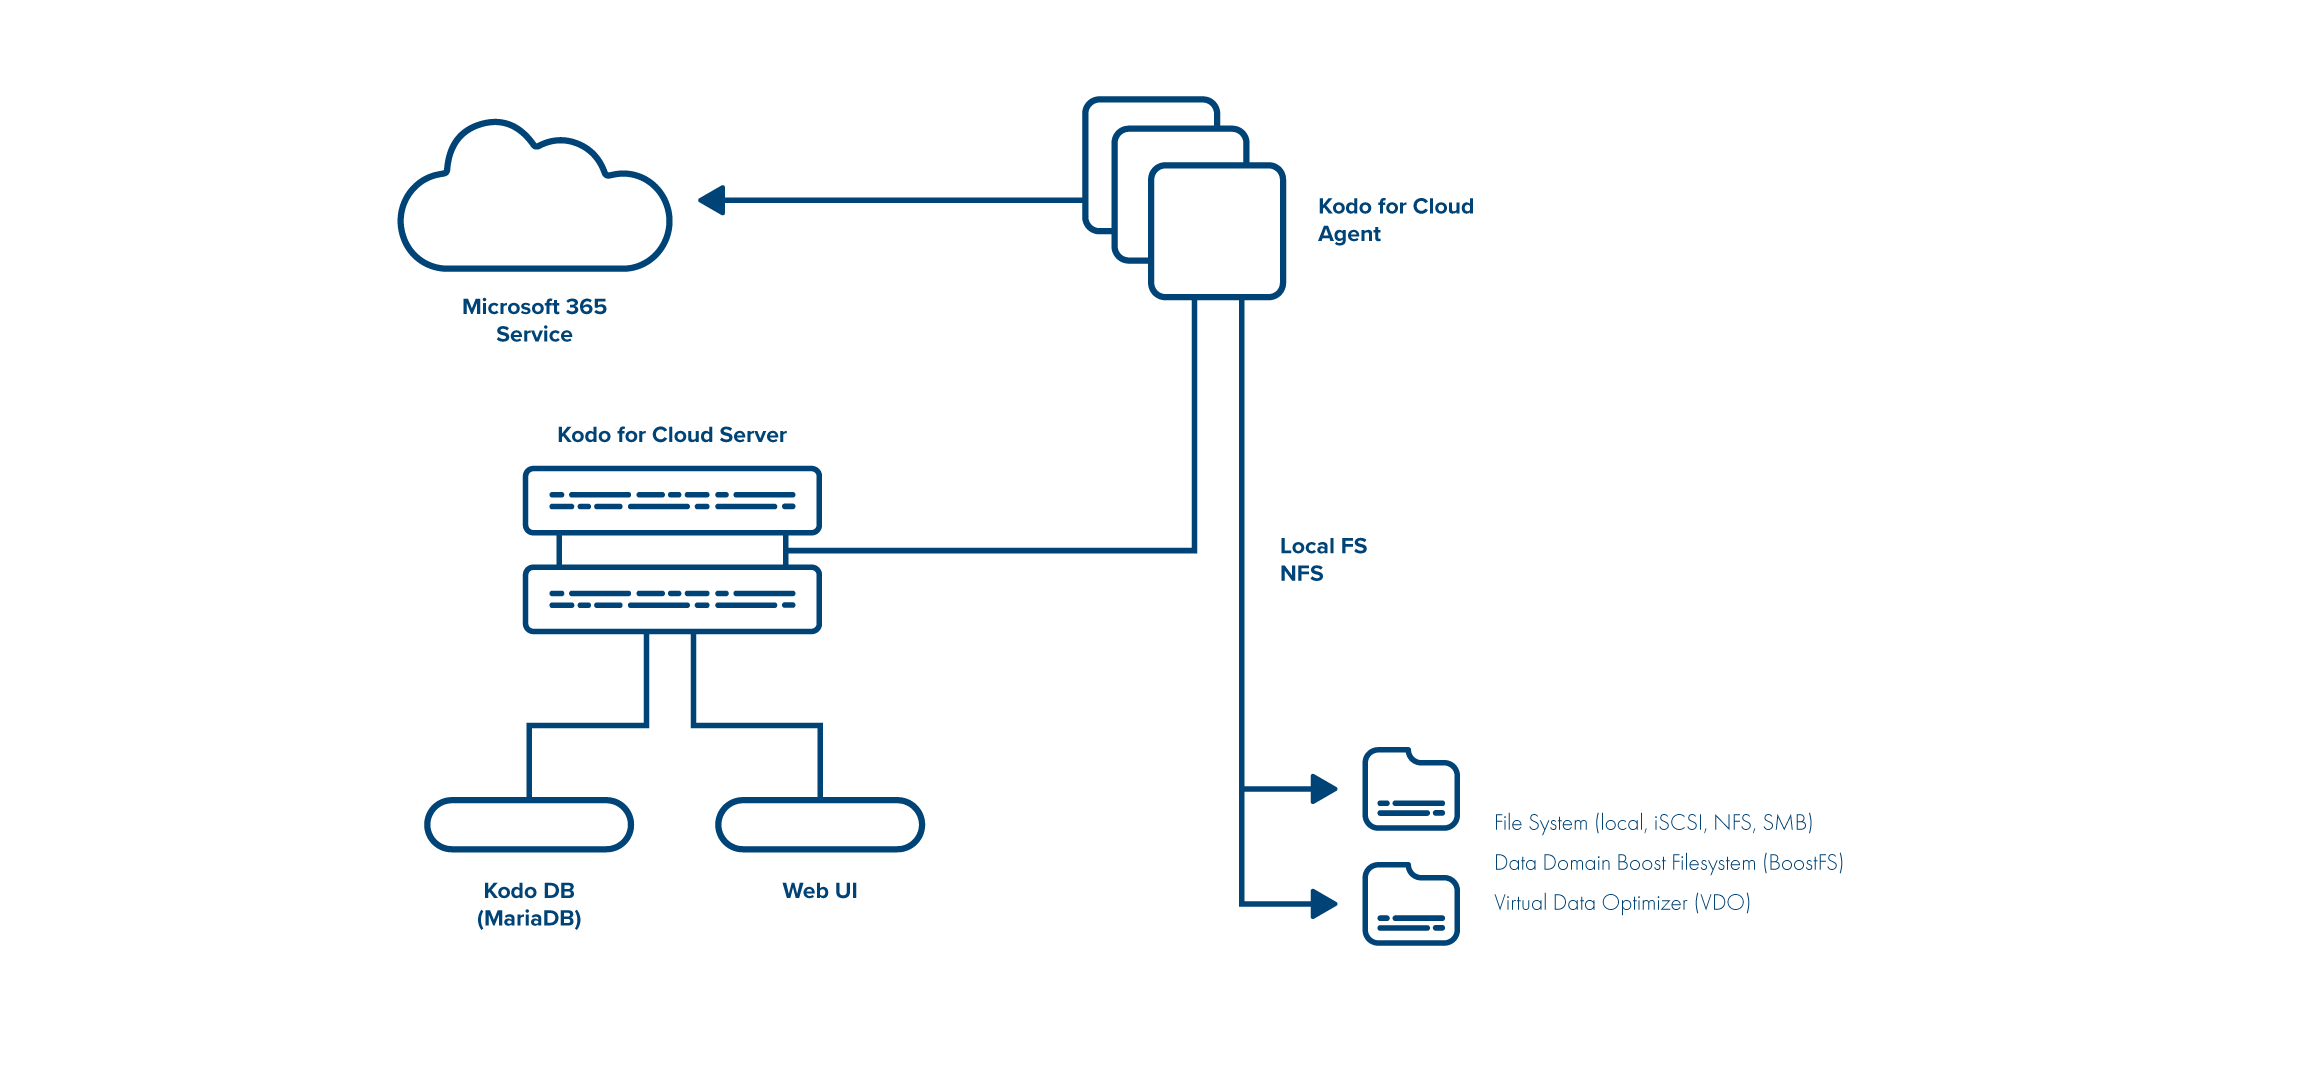 Kodo for Cloud
Agent
Microsoft 365
Service
Kodo for Cloud Server
Local FS
NFS
File System (local, iSCSI, NFS, SMB)
Data Domain Boost Filesystem (BoostFS)
Virtual Data Optimizer (VDO)
Kodo DB
(MariaDB)
Web UI